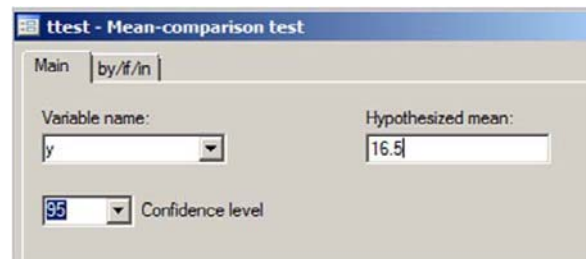 ttest - Mean-comparison test
Main by/if/in
Variable name: Hypothesized mean:
y 16.5
95 Confidence level